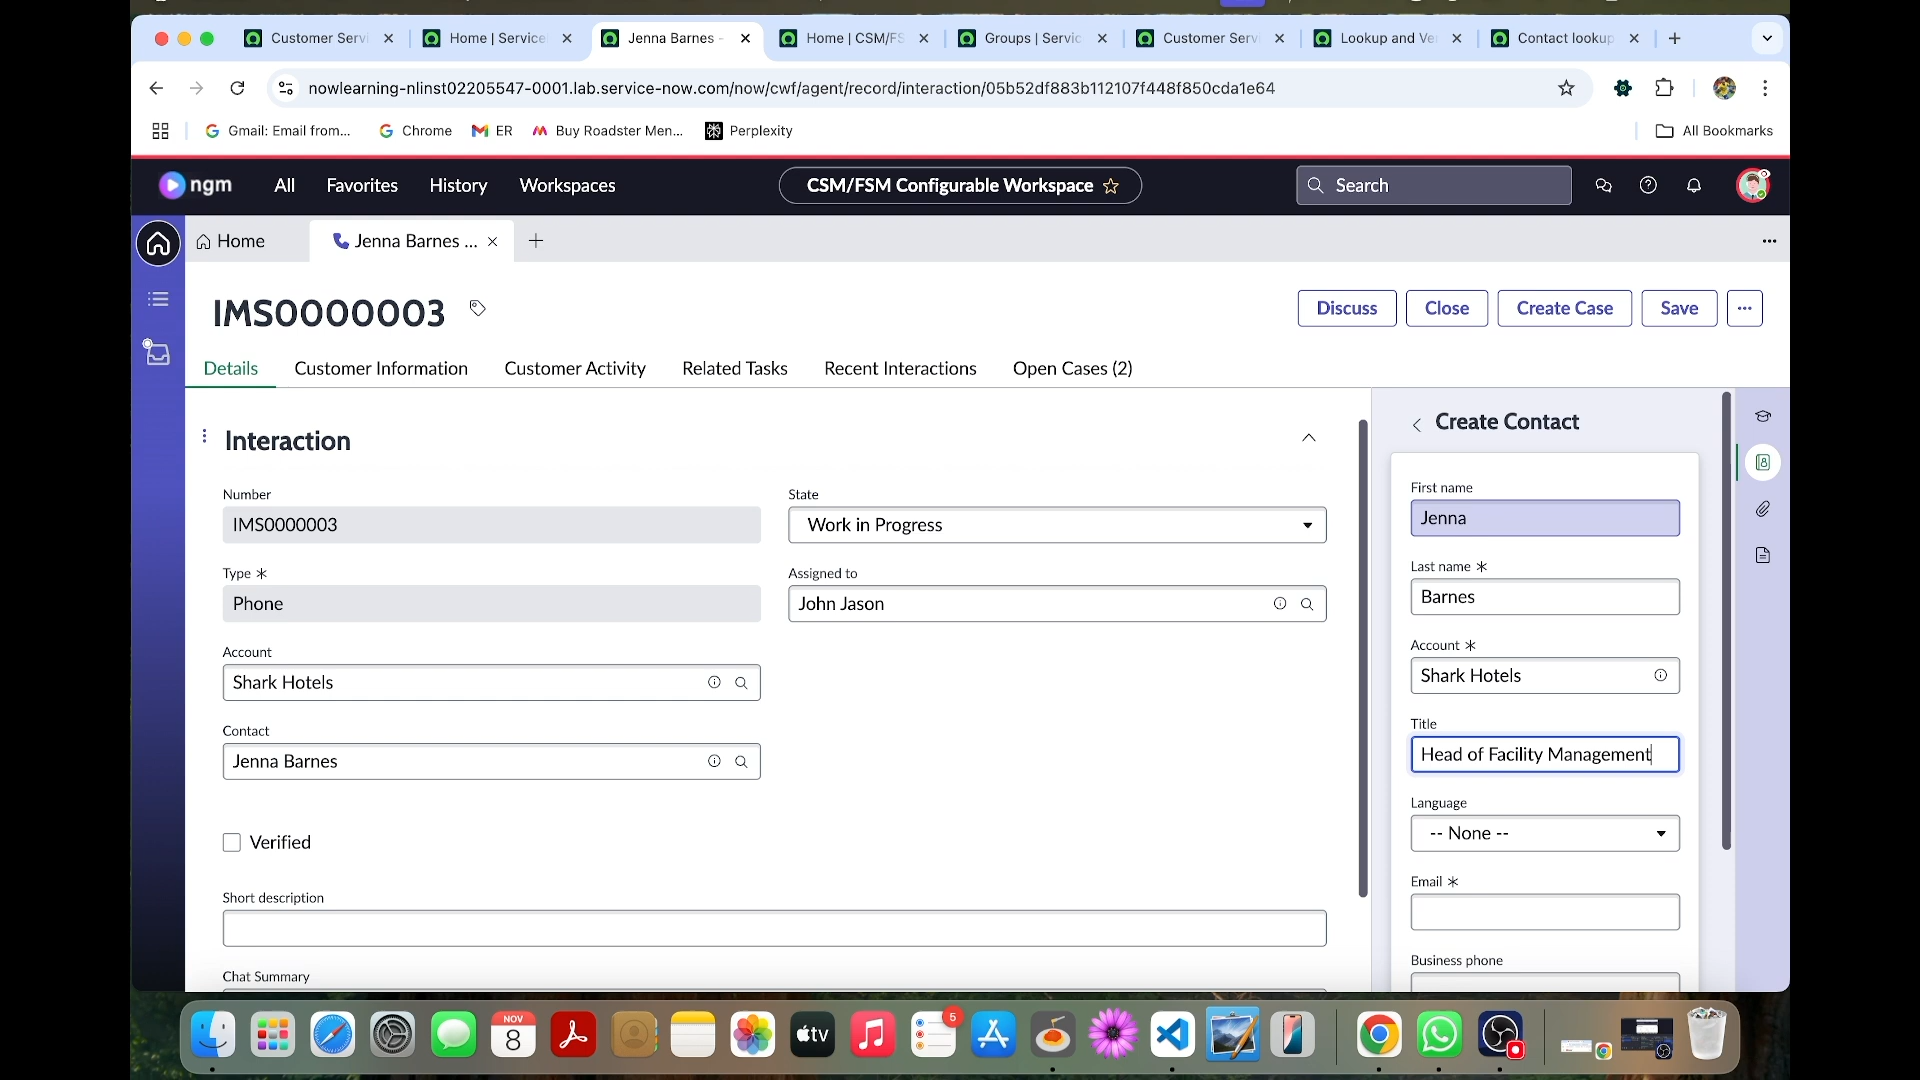 Customer Servi
Home | Service
Jenna Barnes -
Home | CSM/FS
Groups | Servic
Customer Servi
Lookup and Ver
Contact lookup
nowlearning-nlinst02205547-0001.lab.service-now.com/now/cwf/agent/record/interaction/05b52df883b112107f448f850cda1e64
Gmail: Email from...
Chrome
ER
Buy Roadster Men...
Perplexity
All Bookmarks
ngm
All
Favorites
History
Workspaces
CSM/FSM Configurable Workspace
Search
Home
Jenna Barnes ...
IMS0000003
Discuss
Close
Create Case
Save
Details
Customer Information
Customer Activity
Related Tasks
Recent Interactions
Open Cases (2)
Interaction
Number
IMS0000003
State
Work in Progress
Type *
Phone
Assigned to
John Jason
Account
Shark Hotels
Contact
Jenna Barnes
Verified
Short description
Chat Summary
Create Contact
First name
Jenna
Last name *
Barnes
Account *
Shark Hotels
Title
Head of Facility Management
Language
-- None --
Email *
Business phone
NOV
8
tv
5